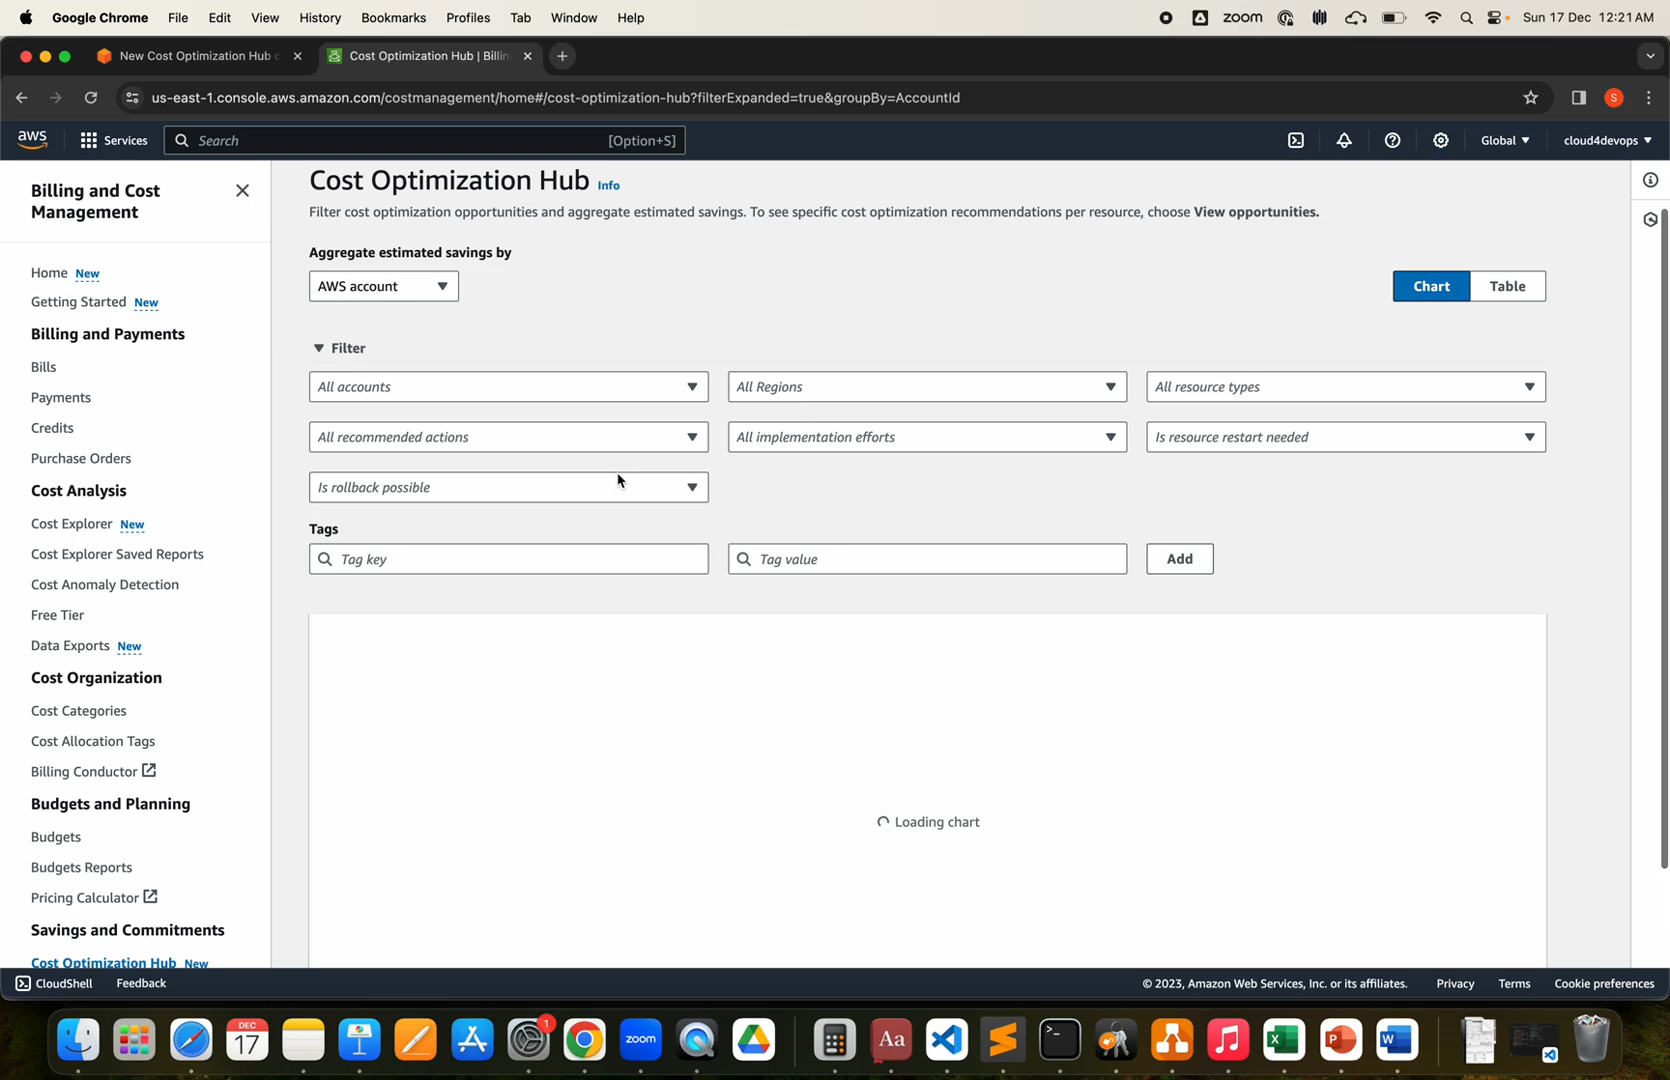 Google Chrome File Edit View History Bookmarks Profiles Tab Window Help zoom Sun 17 Dec 12:21 AM
New Cost Optimization Hub c Cost Optimization Hub | Billin
us-east-1.console.aws.amazon.com/costmanagement/home#/cost-optimization-hub?filterExpanded=true&groupBy=AccountId S
aws Services Search [Option+S] Global cloud4devops
Billing and Cost
Management
Home New
Getting Started New
Billing and Payments
Bills
Payments
Credits
Purchase Orders
Cost Analysis
Cost Explorer New
Cost Explorer Saved Reports
Cost Anomaly Detection
Free Tier
Data Exports New
Cost Organization
Cost Categories
Cost Allocation Tags
Billing Conductor
Budgets and Planning
Budgets
Budgets Reports
Pricing Calculator
Savings and Commitments
Cost Optimization Hub New
Cost Optimization Hub Info
Filter cost optimization opportunities and aggregate estimated savings. To see specific cost optimization recommendations per resource, choose View opportunities.
Aggregate estimated savings by
AWS account Chart Table
Filter
All accounts All Regions All resource types
All recommended actions All implementation efforts Is resource restart needed
Is rollback possible
Tags
Tag key Tag value Add
Loading chart
CloudShell Feedback © 2023, Amazon Web Services, Inc. or its affiliates. Privacy Terms Cookie preferences
DEC 1
17 zoom Aa X P W